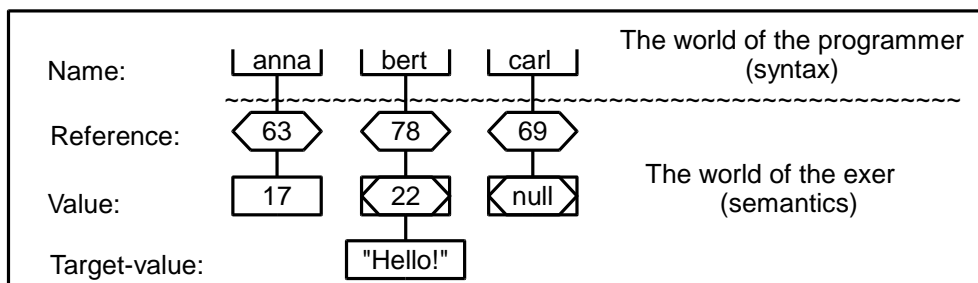 The world of the programmer
(syntax)
Name: anna bert carl
~~~~~~~~~~~~~~~~~~~~~~~~~~~~~~~~~~~~~~~~~~~~~~~~~~~~~~~~~~
Reference: 63 78 69
The world of the exer
(semantics)
Value: 17 22 null
Target-value: "Hello!"